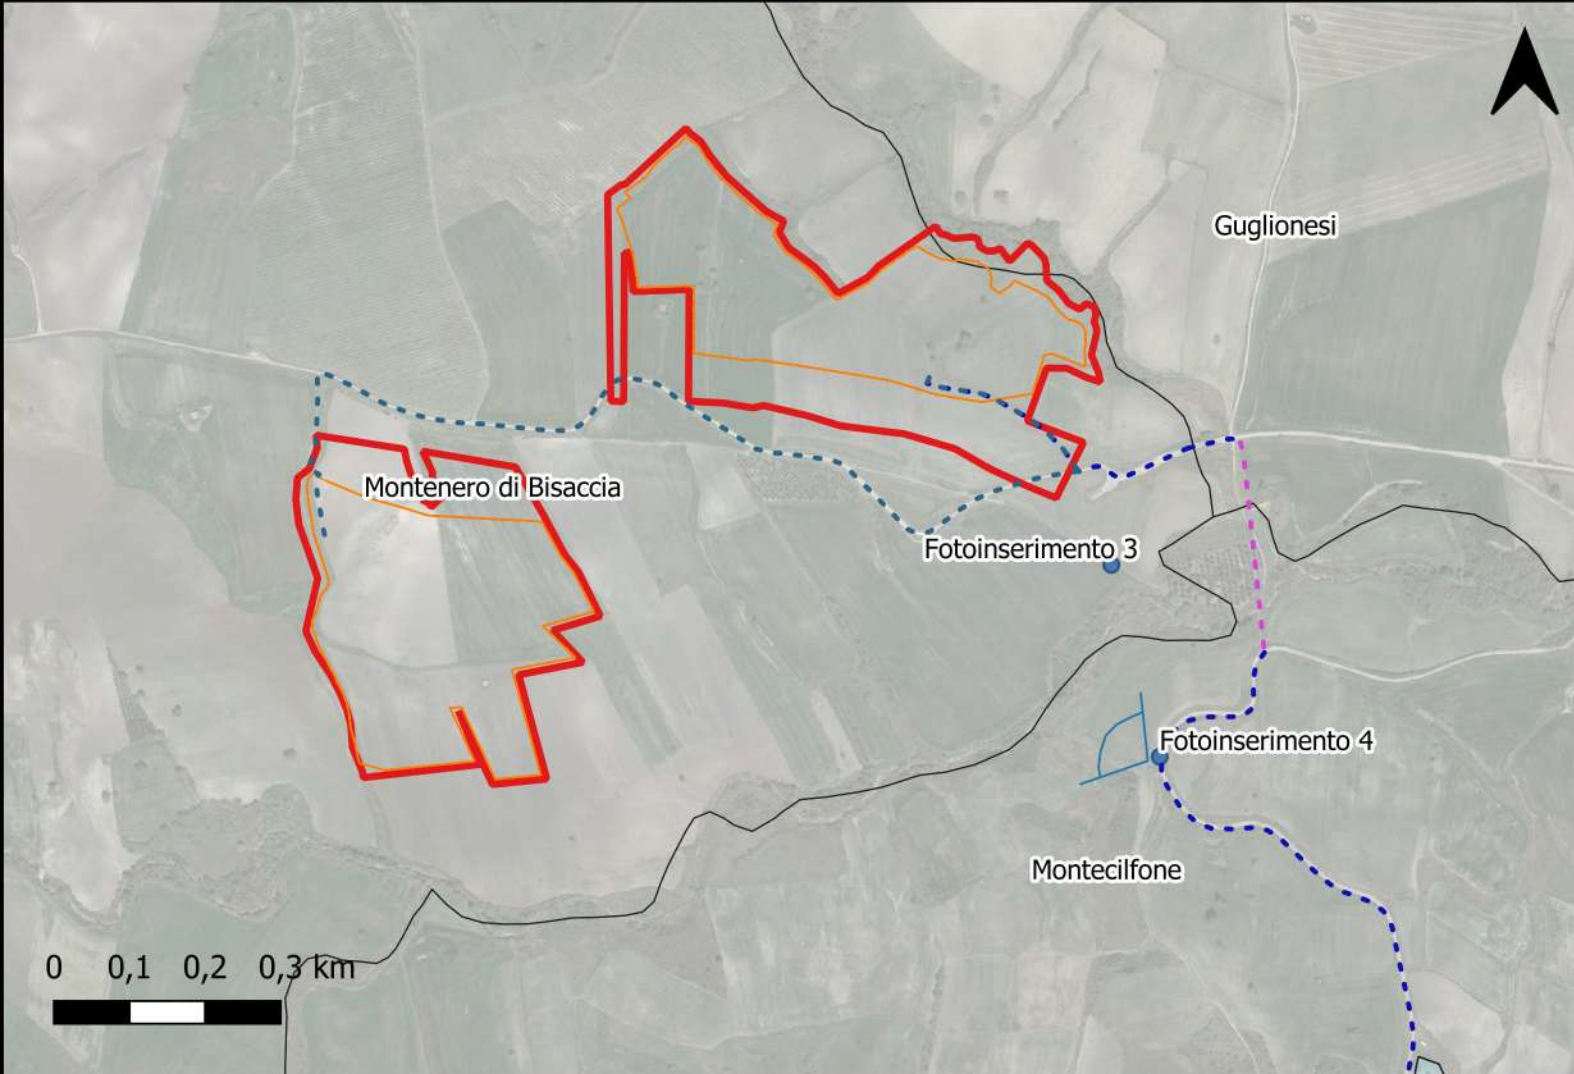 Guglionesi
Montenero di Bisaccia
Fotoinserimento 3
Fotoinserimento 4
Montecilfone
0 0,1 0,2 0,3 km